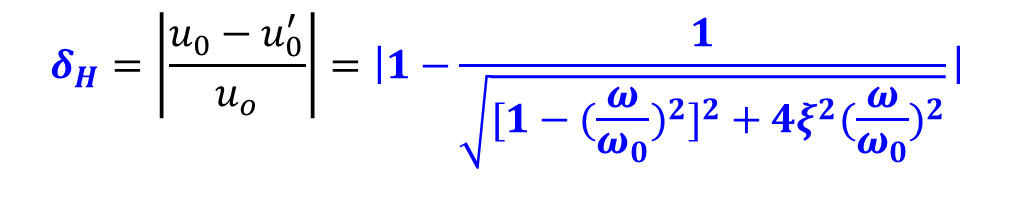 δ_H = |(u_0 − u_0′)/u_o| = |1 − 1/√([1 − (ω/ω_0)^2]^2 + 4ξ^2(ω/ω_0)^2)|